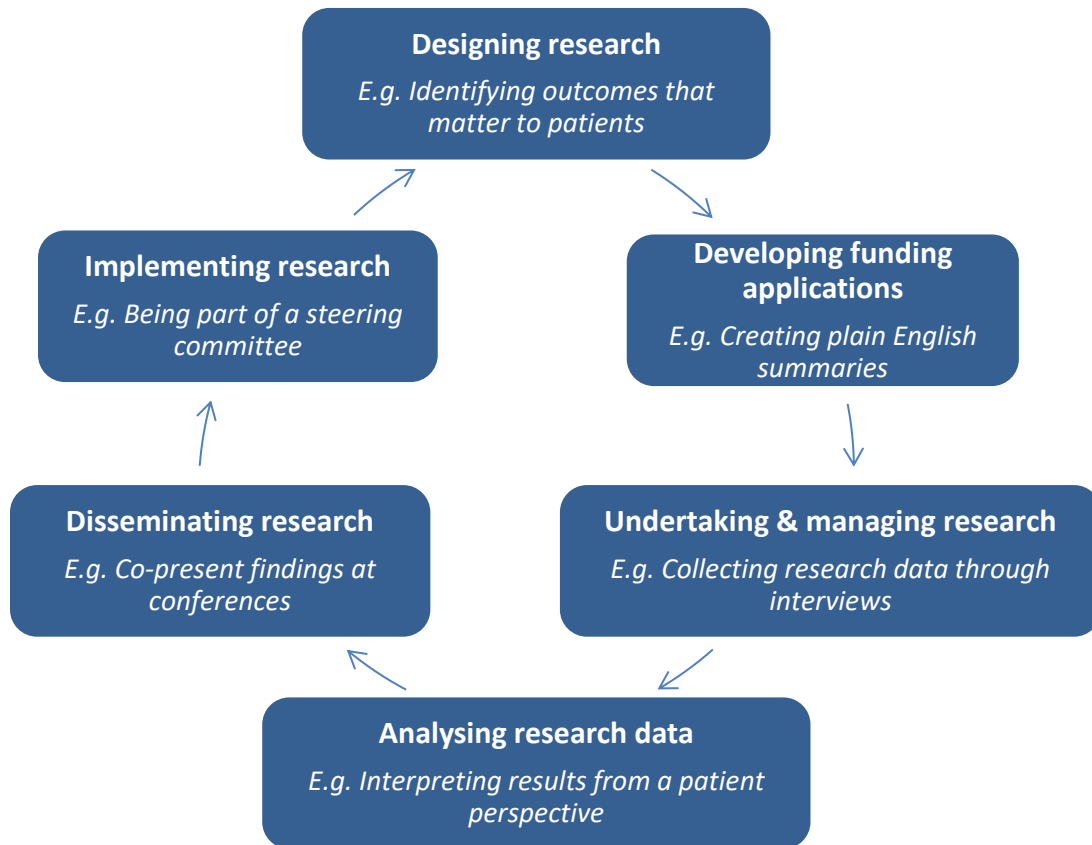 Designing research
E.g. Identifying outcomes that
matter to patients
Developing funding
applications
E.g. Creating plain English
summaries
Undertaking & managing research
E.g. Collecting research data through
interviews
Analysing research data
E.g. Interpreting results from a patient
perspective
Disseminating research
E.g. Co-present findings at
conferences
Implementing research
E.g. Being part of a steering
committee